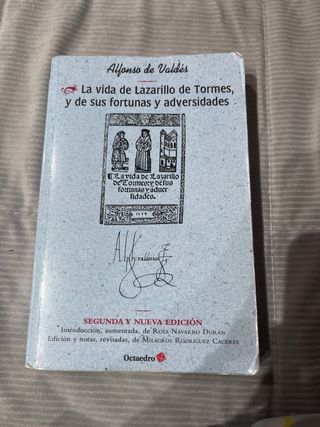 Alfonso de Valdés
La vida de Lazarillo de Tormes,
y de sus fortunas y adversidades
La vida de Lazarillo
de Tormes: y de sus
fortunas y aduer
sidades.
SEGUNDA Y NUEVA EDICIÓN
Introducción, aumentada, de ROSA NAVARRO DURÁN
Edición y notas, revisadas, de MILAGROS RODRÍGUEZ CÁCERES
Octaedro